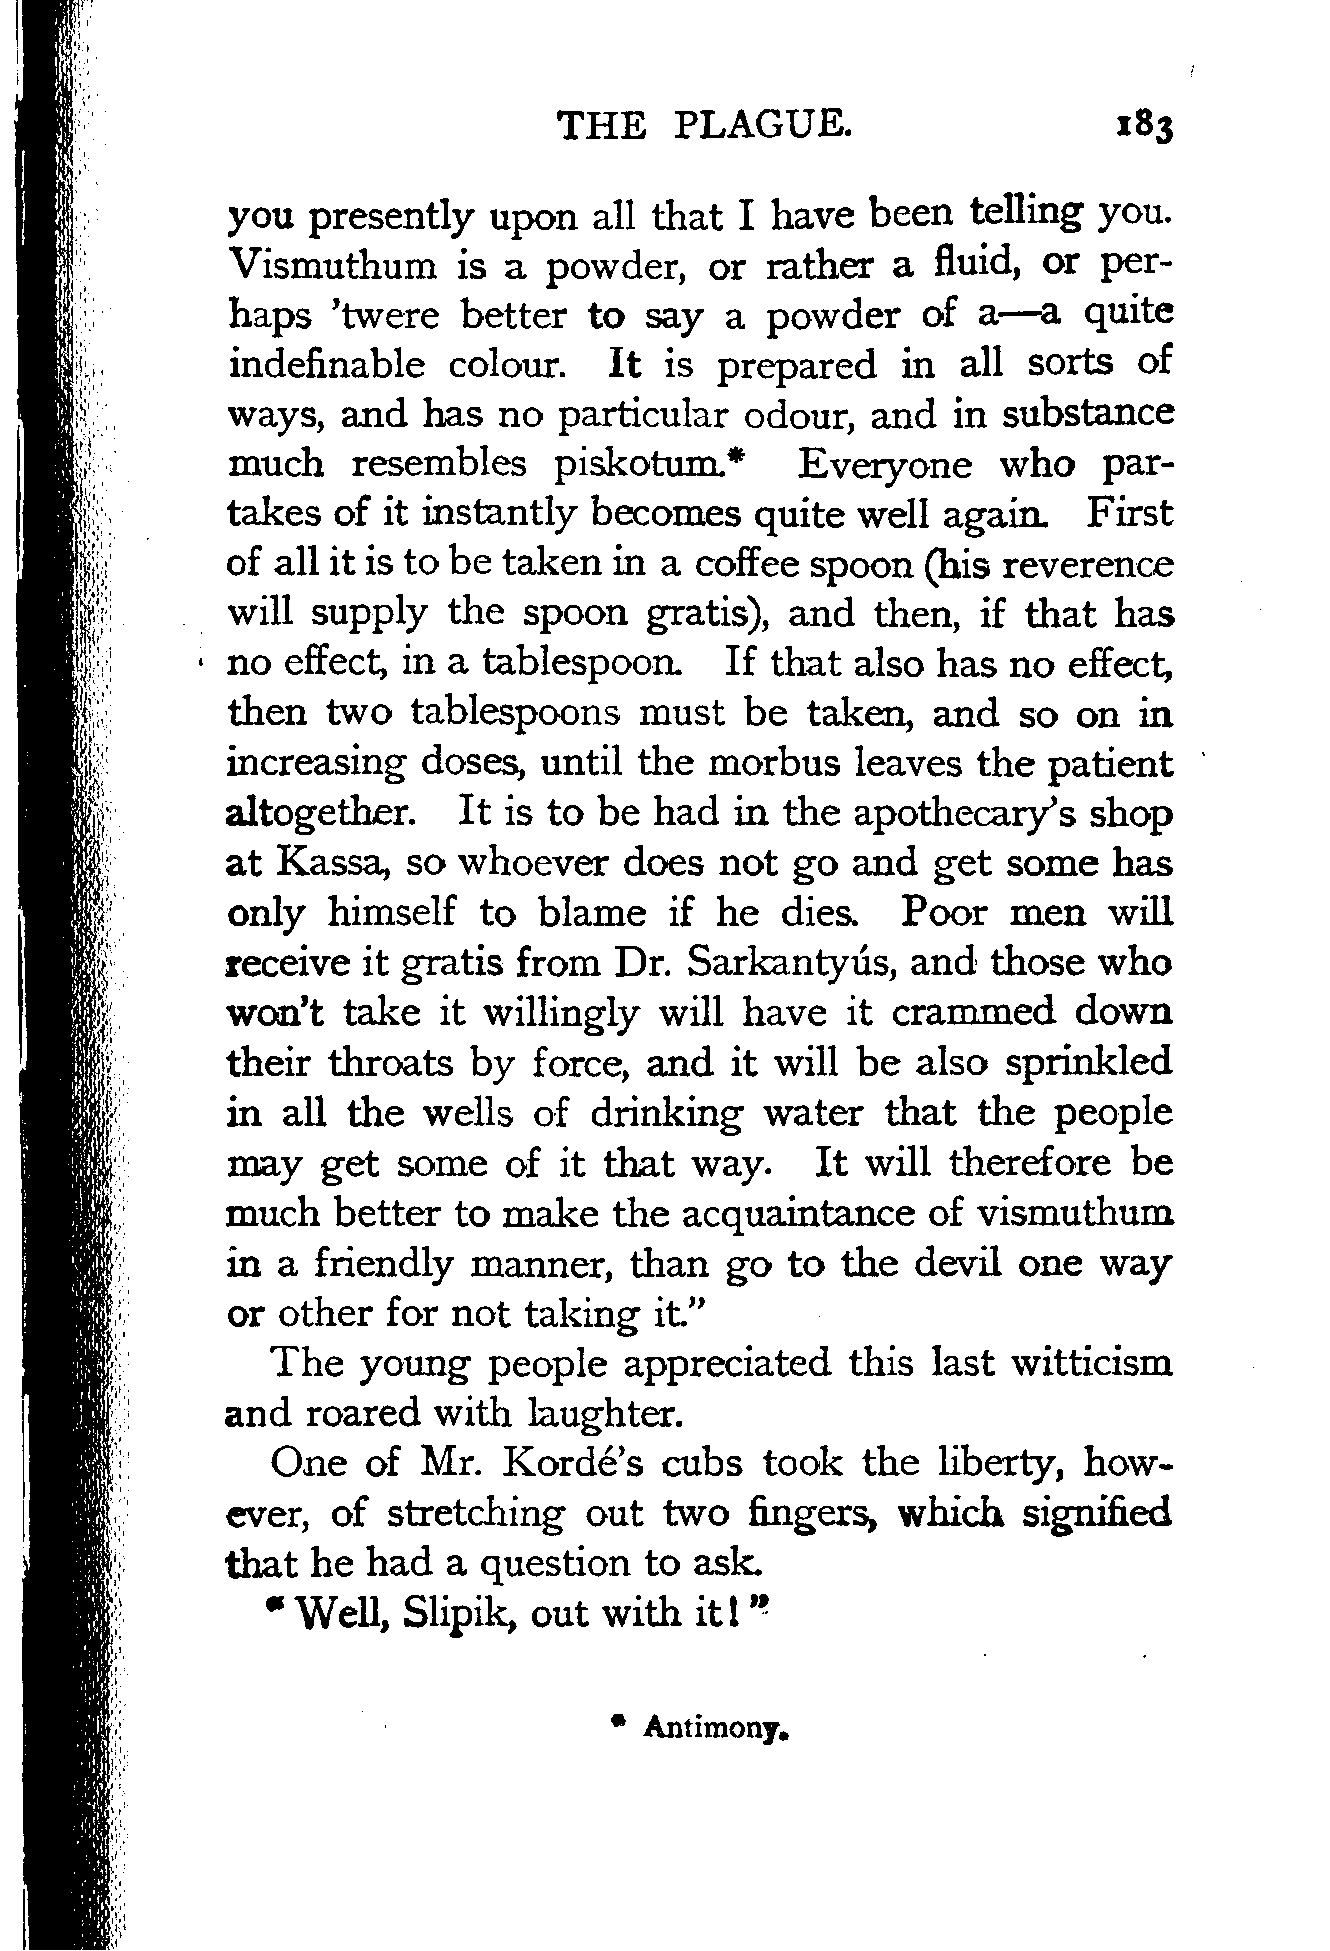 THE PLAGUE. 183
you presently upon all that I have been telling you.
Vismuthum is a powder, or rather a fluid, or per-
haps 'twere better to say a powder of a—a quite
indefinable colour. It is prepared in all sorts of
ways, and has no particular odour, and in substance
much resembles piskotum.* Everyone who par-
takes of it instantly becomes quite well again. First
of all it is to be taken in a coffee spoon (his reverence
will supply the spoon gratis), and then, if that has
no effect, in a tablespoon. If that also has no effect,
then two tablespoons must be taken, and so on in
increasing doses, until the morbus leaves the patient
altogether. It is to be had in the apothecary's shop
at Kassa, so whoever does not go and get some has
only himself to blame if he dies. Poor men will
receive it gratis from Dr. Sarkantyús, and those who
won't take it willingly will have it crammed down
their throats by force, and it will be also sprinkled
in all the wells of drinking water that the people
may get some of it that way. It will therefore be
much better to make the acquaintance of vismuthum
in a friendly manner, than go to the devil one way
or other for not taking it."
The young people appreciated this last witticism
and roared with laughter.
One of Mr. Kordé's cubs took the liberty, how-
ever, of stretching out two fingers, which signified
that he had a question to ask.
"Well, Slipik, out with it!"
* Antimony.